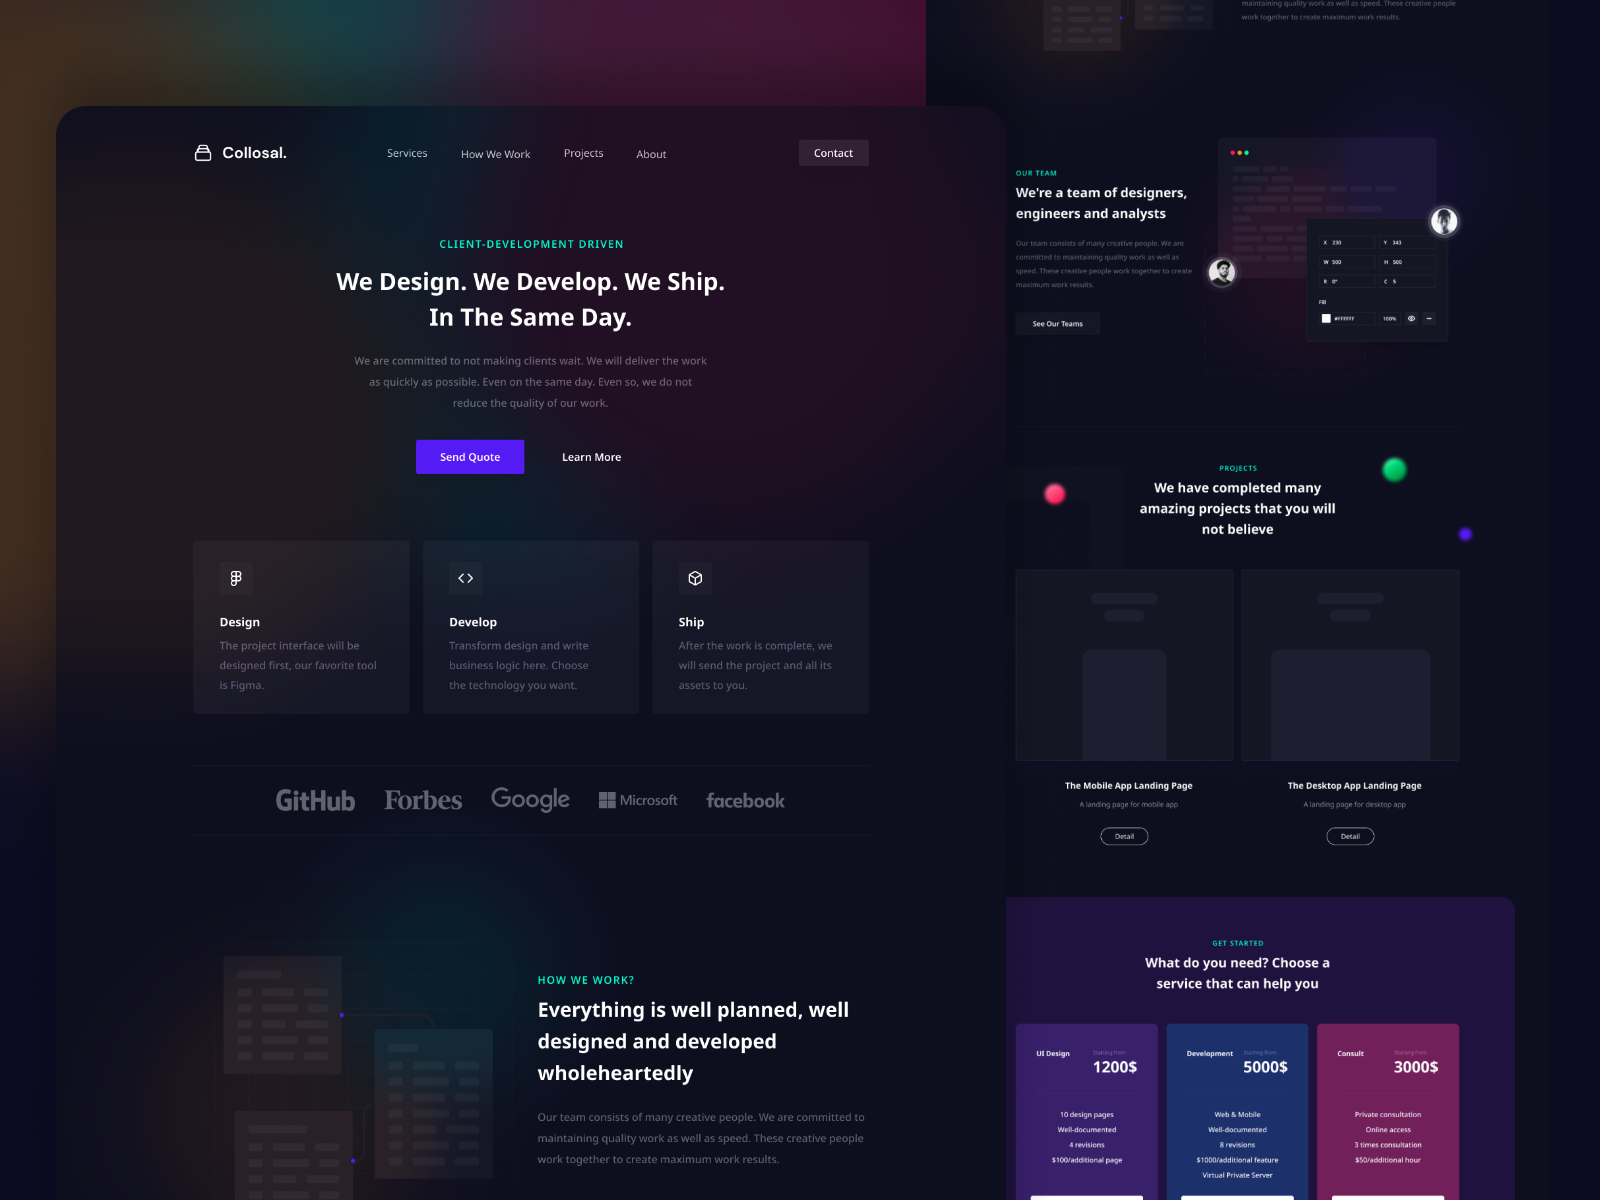 Collosal.
Services
How We Work
Projects
About
Contact
CLIENT-DEVELOPMENT DRIVEN
We Design. We Develop. We Ship.
In The Same Day.
We are committed to not making clients wait. We will deliver the work
as quickly as possible. Even on the same day. Even so, we do not
reduce the quality of our work.
Send Quote
Learn More
Design
The project interface will be
designed first, our favorite tool
is Figma.
Develop
Transform design and write
business logic here. Choose
the technology you want.
Ship
After the work is complete, we
will send the project and all its
assets to you.
GitHub
Forbes
Google
Microsoft
facebook
HOW WE WORK?
Everything is well planned, well
designed and developed
wholeheartedly
Our team consists of many creative people. We are committed to
maintaining quality work as well as speed. These creative people
work together to create maximum work results.
maintaining quality work as well as speed. These creative people
work together to create maximum work results.
OUR TEAM
We're a team of designers,
engineers and analysts
Our team consists of many creative people. We are
committed to maintaining quality work as well as
speed. These creative people work together to create
maximum work results.
See Our Teams
X 230
Y 343
W 500
H 500
R 0°
C 5
Fill
#FFFFFF
100%
PROJECTS
We have completed many
amazing projects that you will
not believe
The Mobile App Landing Page
A landing page for mobile app
Detail
The Desktop App Landing Page
A landing page for desktop app
Detail
GET STARTED
What do you need? Choose a
service that can help you
UI Design
Starting from
1200$
10 design pages
Well-documented
4 revisions
$100/additional page
Development
Starting from
5000$
Web & Mobile
Well-documented
8 revisions
$1000/additional feature
Virtual Private Server
Consult
Starting from
3000$
Private consultation
Online access
3 times consultation
$50/additional hour